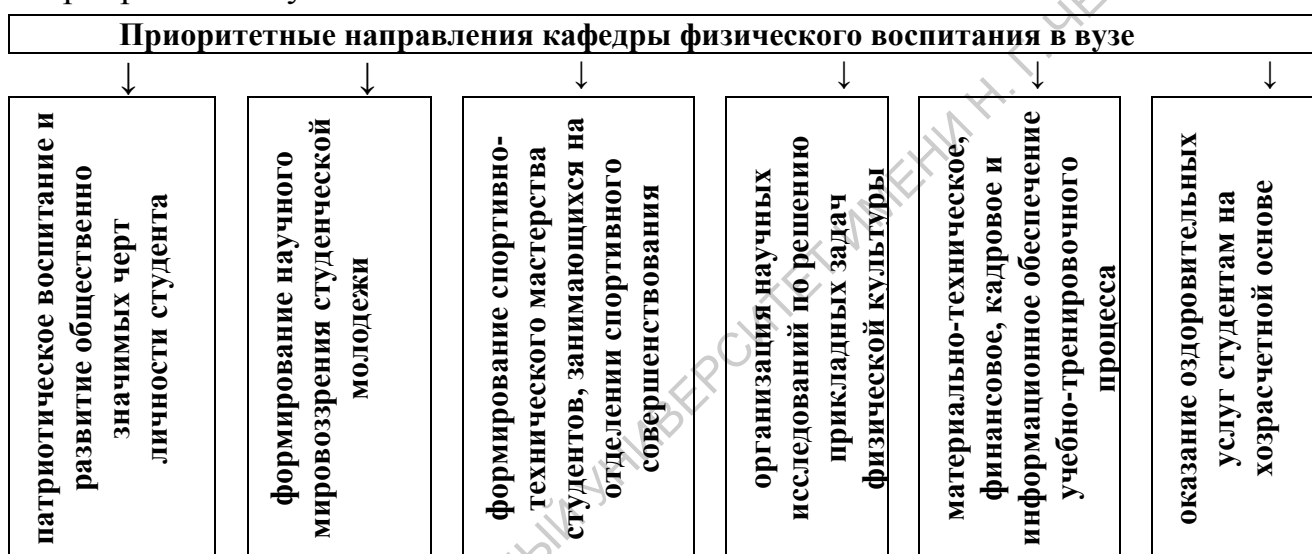 Приоритетные направления кафедры физического воспитания в вузе
↓ ↓ ↓ ↓ ↓ ↓
патриотическое воспитание и
развитие общественно
значимых черт
личности студента
формирование научного
мировоззрения студенческой
молодежи
формирование спортивно-
технического мастерства
студентов, занимающихся на
отделении спортивного
совершенствования
организация научных
исследований по решению
прикладных задач
физической культуры
материально-техническое,
финансовое, кадровое и
информационное обеспечение
учебно-тренировочного
процесса
оказание оздоровительных
услуг студентам на
хозрасчетной основе
УНИВЕРСИТЕТ ИМЕНИ Н. Г.